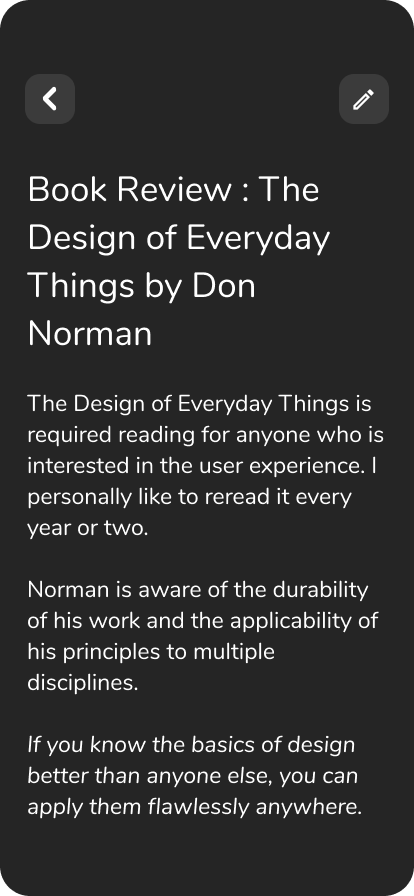 Book Review : The
Design of Everyday
Things by Don
Norman
The Design of Everyday Things is
required reading for anyone who is
interested in the user experience. I
personally like to reread it every
year or two.
Norman is aware of the durability
of his work and the applicability of
his principles to multiple
disciplines.
If you know the basics of design
better than anyone else, you can
apply them flawlessly anywhere.